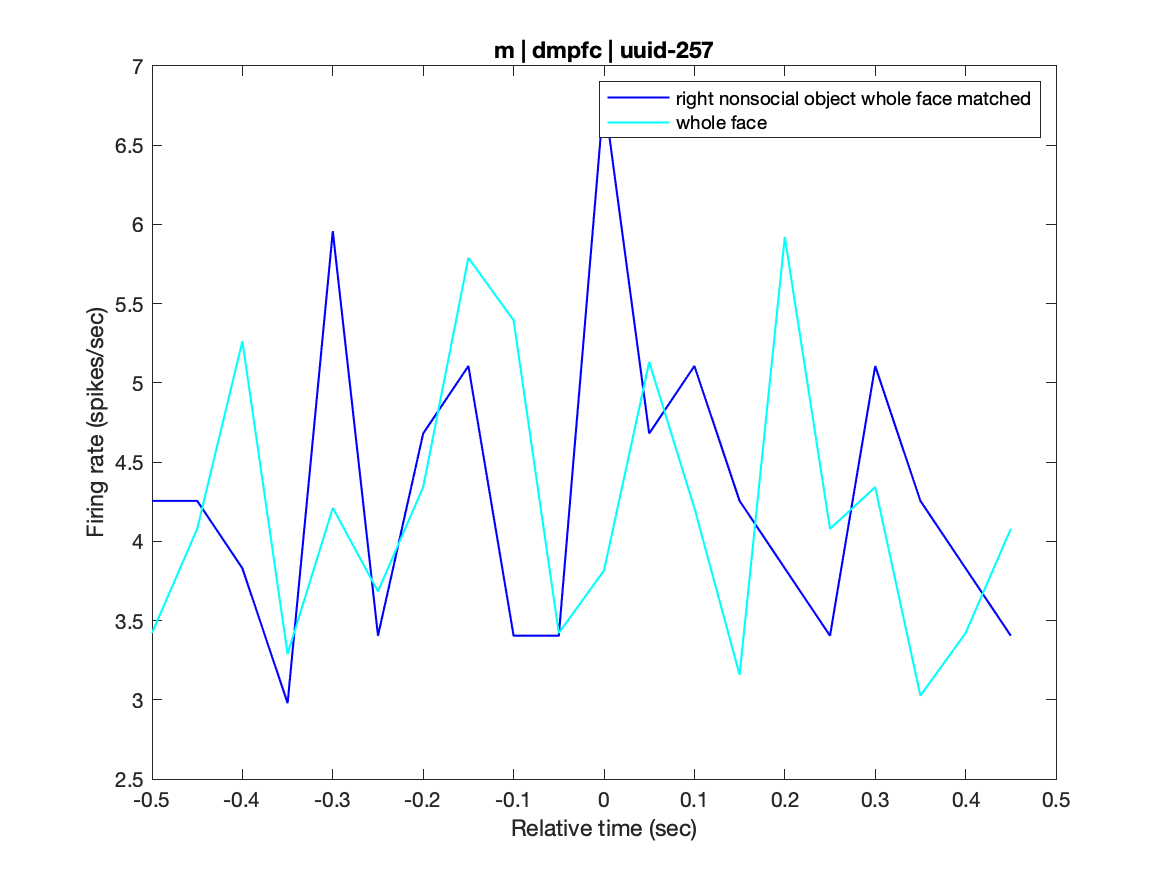 m | dmpfc | uuid-257
7
right nonsocial object whole face matched
whole face
6.5
6
5.5
5
4.5
4
3.5
3
2.5
Firing rate (spikes/sec)
-0.5 -0.4 -0.3 -0.2 -0.1 0 0.1 0.2 0.3 0.4 0.5
Relative time (sec)